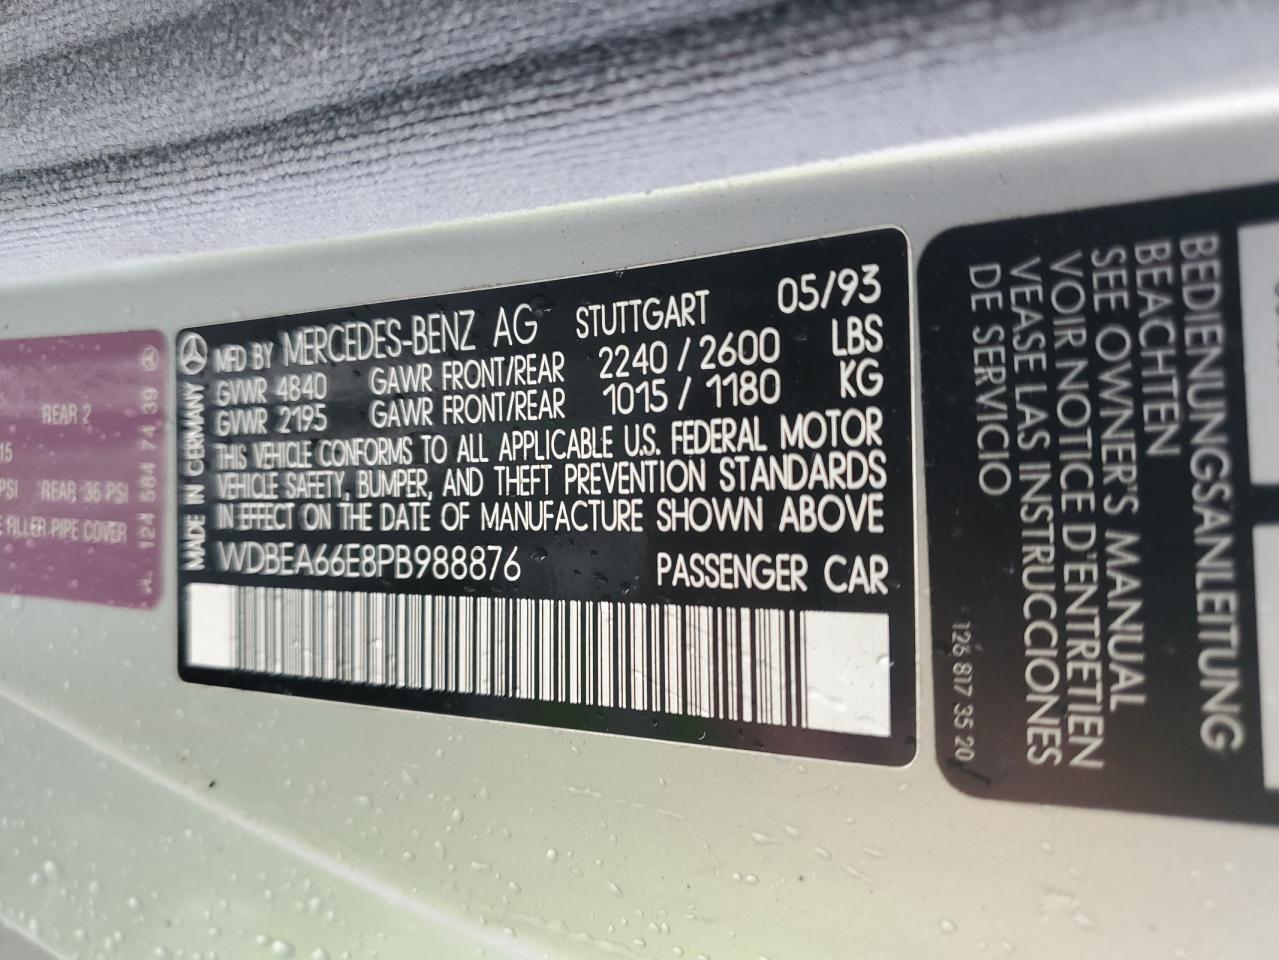 REAR 2
15
PSI REAR 36 PSI
E FILLER PIPE COVER
124 584 74 39
MADE IN GERMANY
MFD BY MERCEDES-BENZ AG STUTTGART 05/93
GVWR 4840 GAWR FRONT/REAR 2240 / 2600 LBS
GVWR 2195 GAWR FRONT/REAR 1015 / 1180 KG
THIS VEHICLE CONFORMS TO ALL APPLICABLE U.S. FEDERAL MOTOR
VEHICLE SAFETY, BUMPER, AND THEFT PREVENTION STANDARDS
IN EFFECT ON THE DATE OF MANUFACTURE SHOWN ABOVE
WDBEA66E8PB988876 PASSENGER CAR
BEDIENUNGSANLEITUNG
BEACHTEN
SEE OWNER'S MANUAL
VOIR NOTICE D'ENTRETIEN
VEASE LAS INSTRUCCIONES
DE SERVICIO
126 817 35 20